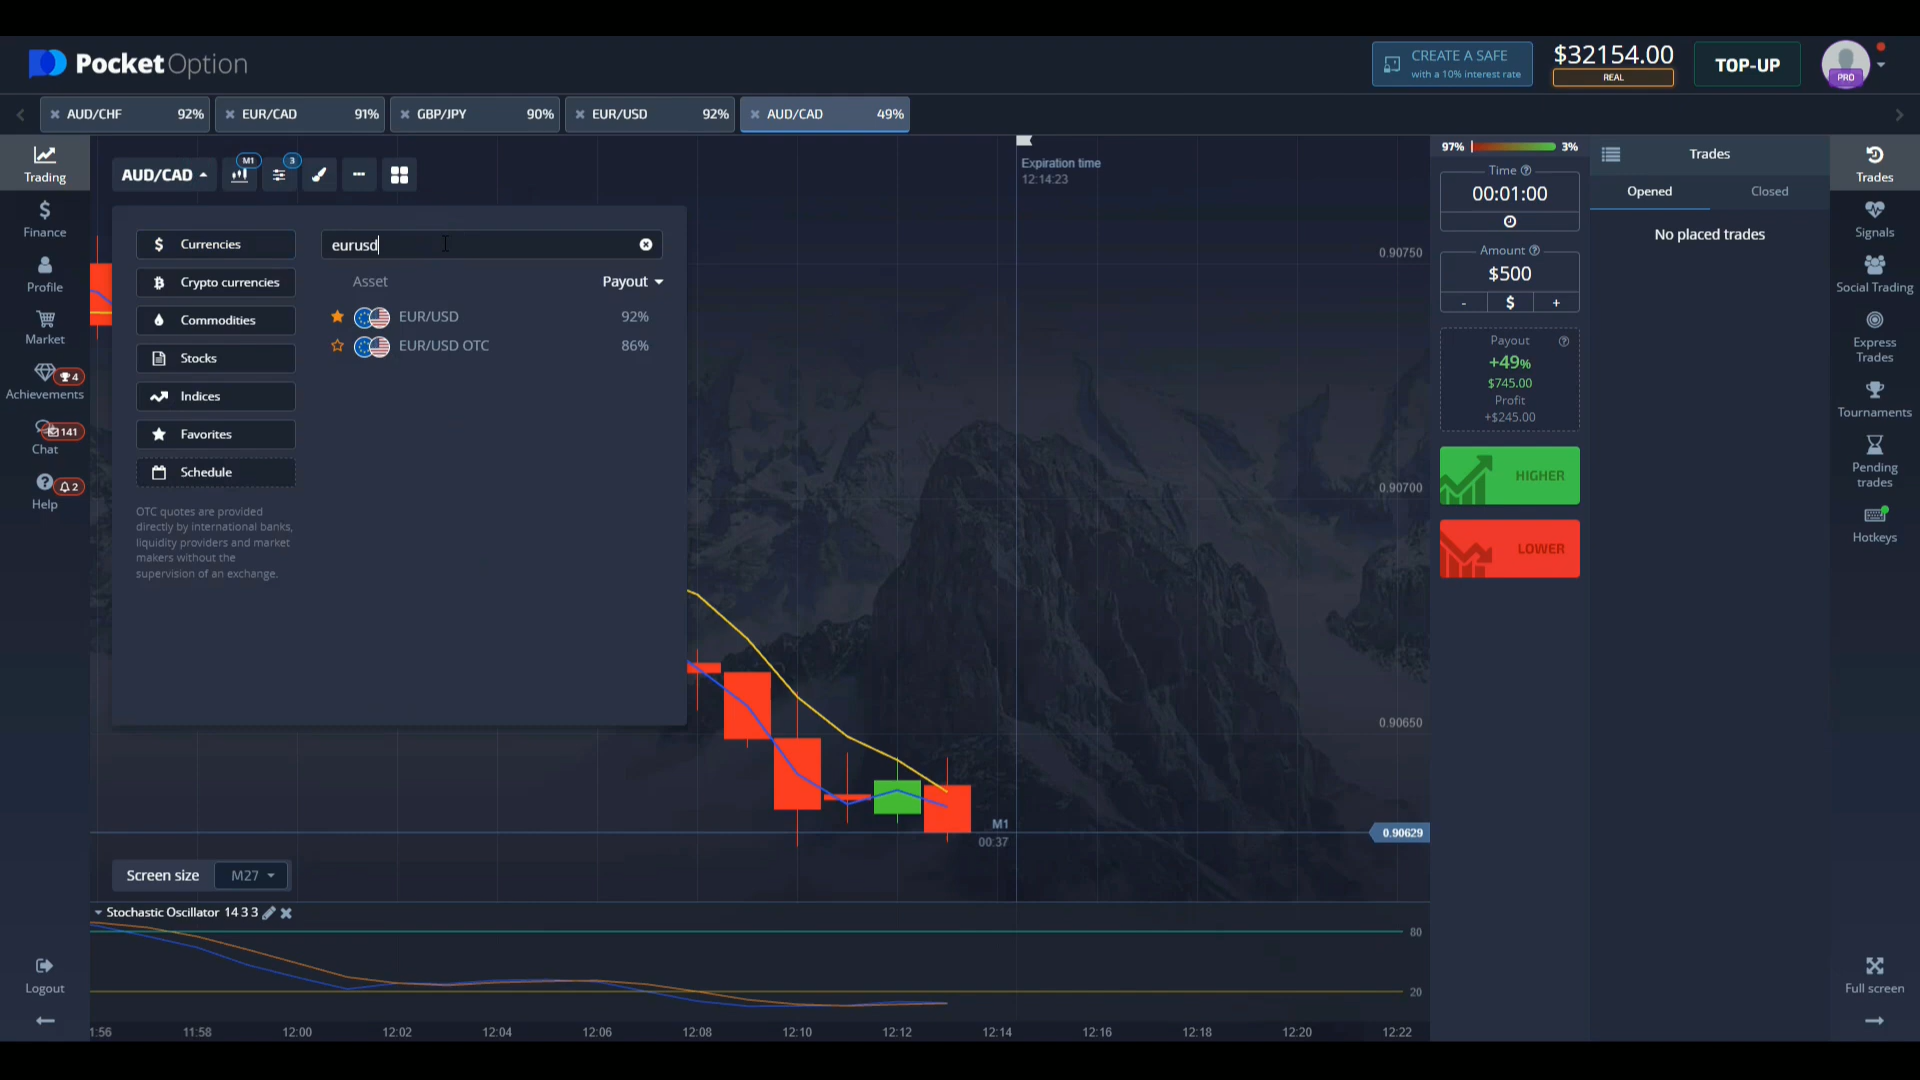 PocketOption
CREATE A SAFE
with a 10% interest rate
$32154.00
REAL
TOP-UP
PRO
AUD/CHF 92%
EUR/CAD 91%
GBP/JPY 90%
EUR/USD 92%
AUD/CAD 49%
Trading
Finance
Profile
Market
4
Achievements
141
Chat
2
Help
Logout
AUD/CAD
M1
3
Currencies
Crypto currencies
Commodities
Stocks
Indices
Favorites
Schedule
OTC quotes are provided
directly by international banks,
liquidity providers and market
makers without the
supervision of an exchange.
eurusd
Asset Payout
EUR/USD 92%
EUR/USD OTC 86%
Expiration time
12:14:23
0.90750
0.90700
0.90650
0.90629
M1
00:37
Screen size M27
Stochastic Oscillator 14 3 3
80
20
1:56 11:58 12:00 12:02 12:04 12:06 12:08 12:10 12:12 12:14 12:16 12:18 12:20 12:22
97% 3%
Time
00:01:00
Amount
$500
- $ +
Payout
+49%
$745.00
Profit
+$245.00
HIGHER
LOWER
Trades
Opened Closed
No placed trades
Trades
Signals
Social Trading
Express
Trades
Tournaments
Pending
trades
Hotkeys
Full screen